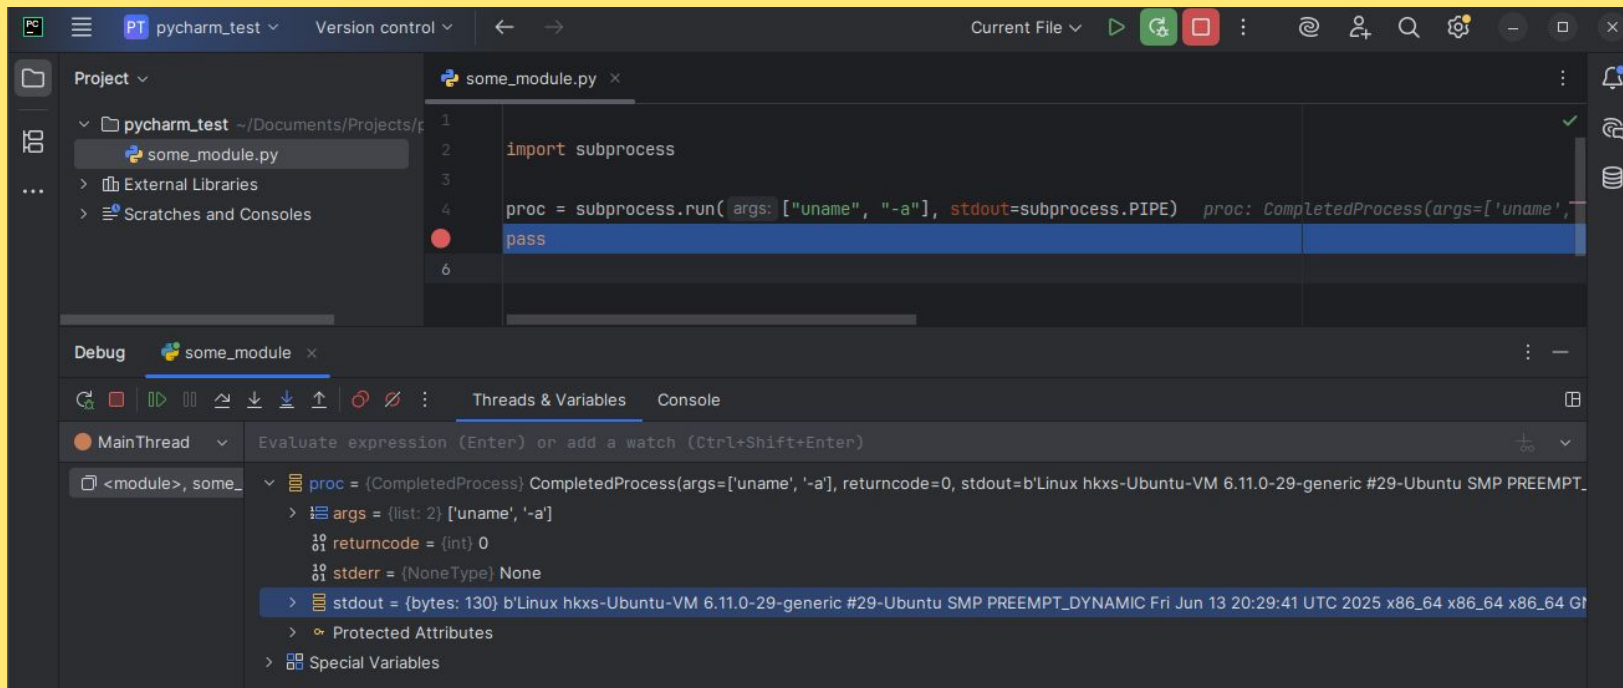 PC PT pycharm_test Version control Current File
Project
some_module.py
pycharm_test ~/Documents/Projects/p
some_module.py
External Libraries
Scratches and Consoles
1
2 import subprocess
3
4 proc = subprocess.run( args: ["uname", "-a"], stdout=subprocess.PIPE) proc: CompletedProcess(args=['uname',
pass
6
Debug some_module
Threads & Variables Console
MainThread Evaluate expression (Enter) or add a watch (Ctrl+Shift+Enter)
<module>, some_ proc = {CompletedProcess} CompletedProcess(args=['uname', '-a'], returncode=0, stdout=b'Linux hkxs-Ubuntu-VM 6.11.0-29-generic #29-Ubuntu SMP PREEMPT_
args = {list: 2} ['uname', '-a']
returncode = {int} 0
stderr = {NoneType} None
stdout = {bytes: 130} b'Linux hkxs-Ubuntu-VM 6.11.0-29-generic #29-Ubuntu SMP PREEMPT_DYNAMIC Fri Jun 13 20:29:41 UTC 2025 x86_64 x86_64 x86_64
Protected Attributes
Special Variables